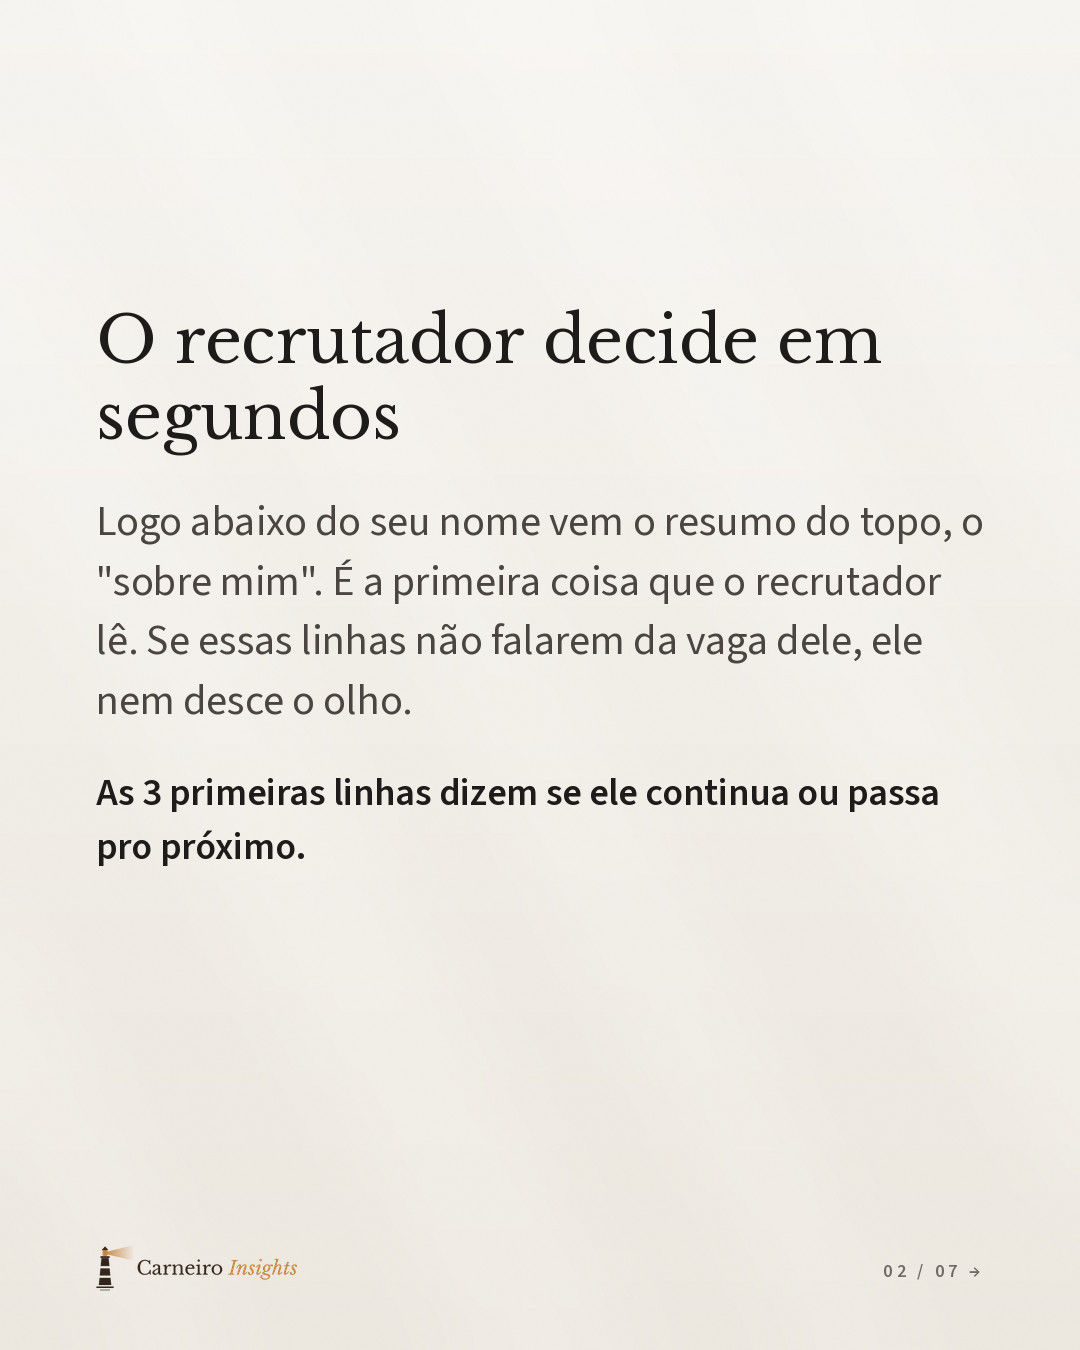 O recrutador decide em
segundos
Logo abaixo do seu nome vem o resumo do topo, o
"sobre mim". É a primeira coisa que o recrutador
lê. Se essas linhas não falarem da vaga dele, ele
nem desce o olho.
As 3 primeiras linhas dizem se ele continua ou passa
pro próximo.
Carneiro Insights
02 / 07 →